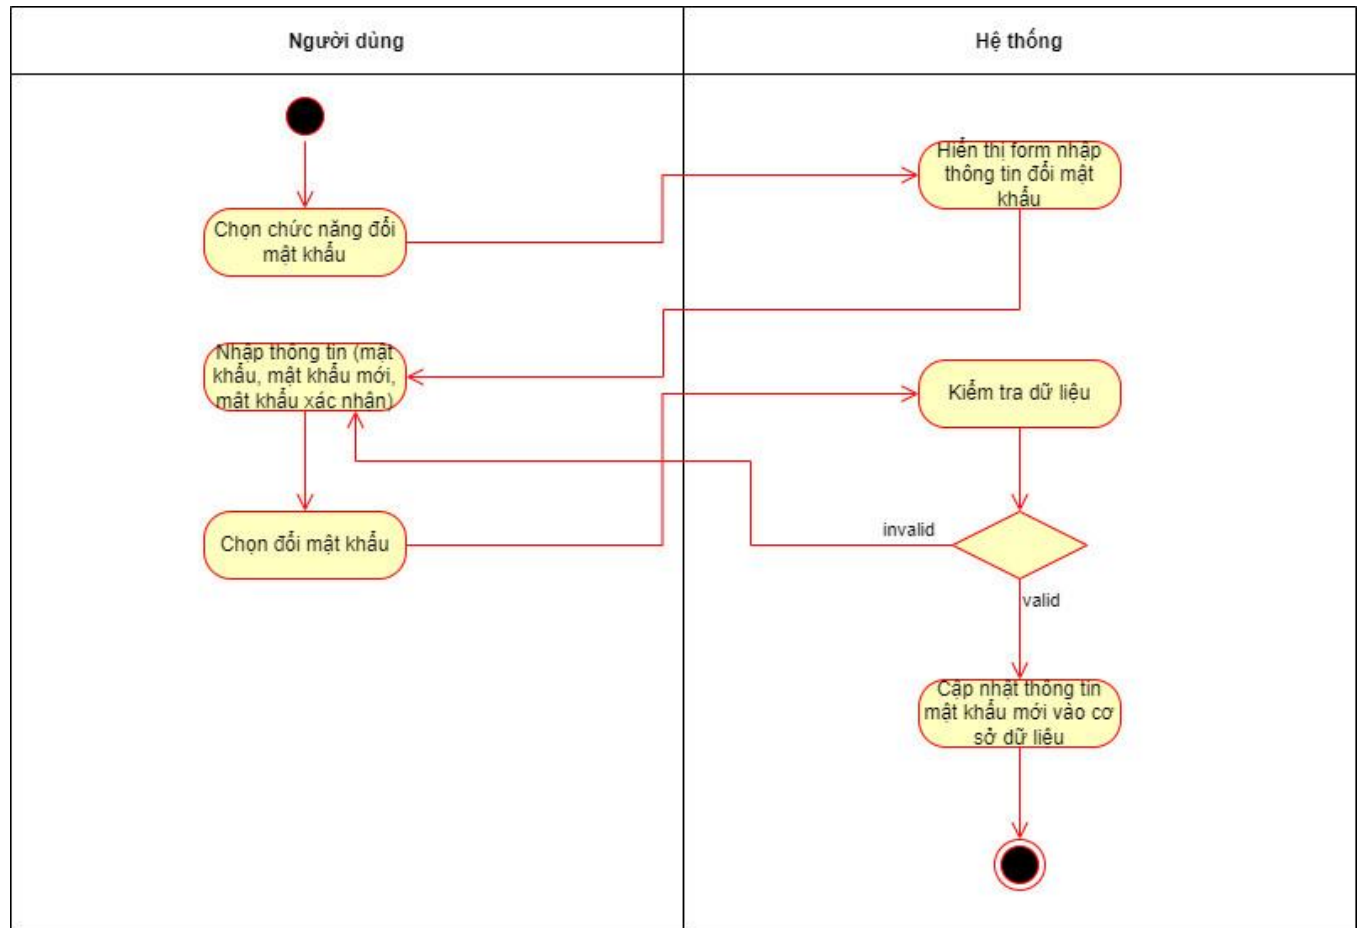 Người dùng
Hệ thống
Hiển thị form nhập
thông tin đổi mật
khẩu
Chọn chức năng đổi
mật khẩu
Nhập thông tin (mật
khẩu, mật khẩu mới,
mật khẩu xác nhận)
Kiểm tra dữ liệu
Chọn đổi mật khẩu
invalid
valid
Cập nhật thông tin
mật khẩu mới vào cơ
sở dữ liêu